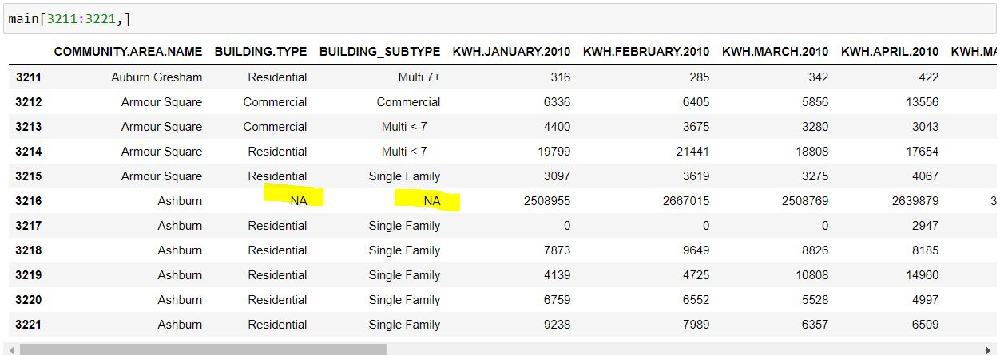 main[3211:3221,]
COMMUNITY.AREA.NAME BUILDING.TYPE BUILDING_SUBTYPE KWH.JANUARY.2010 KWH.FEBRUARY.2010 KWH.MARCH.2010 KWH.APRIL.2010 KWH.MA
3211 Auburn Gresham Residential Multi 7+ 316 285 342 422
3212 Armour Square Commercial Commercial 6336 6405 5856 13556
3213 Armour Square Commercial Multi < 7 4400 3675 3280 3043
3214 Armour Square Residential Multi < 7 19799 21441 18808 17654
3215 Armour Square Residential Single Family 3097 3619 3275 4067
3216 Ashburn NA NA 2508955 2667015 2508769 2639879 3
3217 Ashburn Residential Single Family 0 0 0 2947
3218 Ashburn Residential Single Family 7873 9649 8826 8185
3219 Ashburn Residential Single Family 4139 4725 10808 14960
3220 Ashburn Residential Single Family 6759 6552 5528 4997
3221 Ashburn Residential Single Family 9238 7989 6357 6509